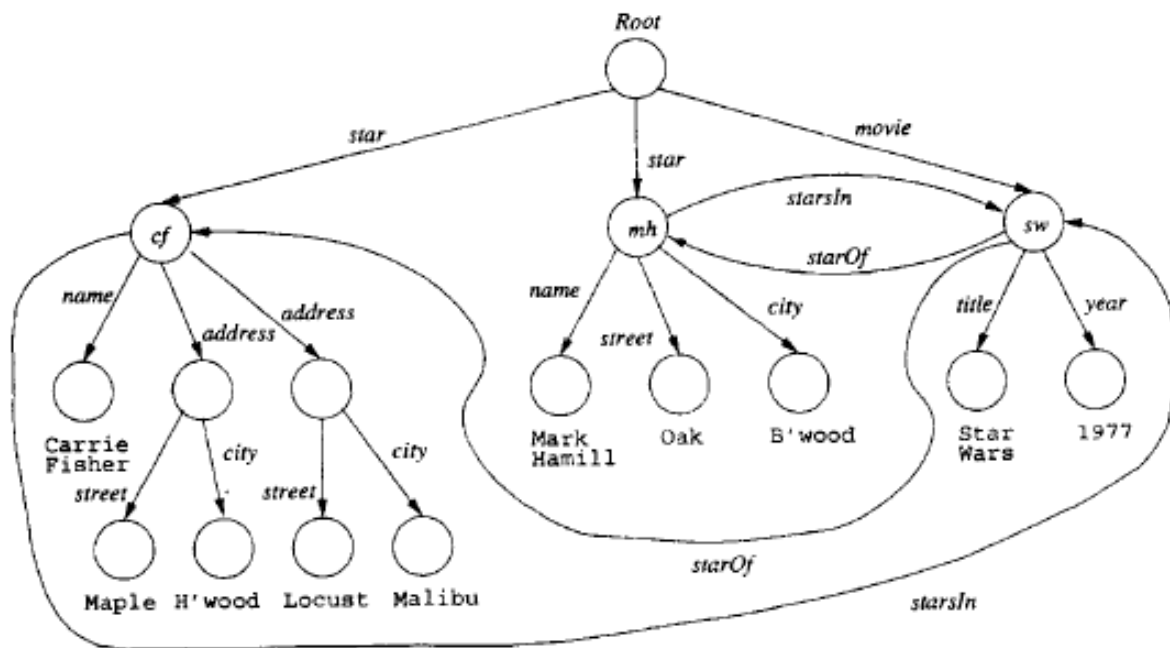 Root
star
star
movie
cf
mh
starsIn
sw
starOf
name
address
address
name
street
city
title
year
Carrie
Fisher
street
city
street
city
Mark
Hamill
Oak
B'wood
Star
Wars
1977
Maple
H'wood
Locust
Malibu
starOf
starsIn